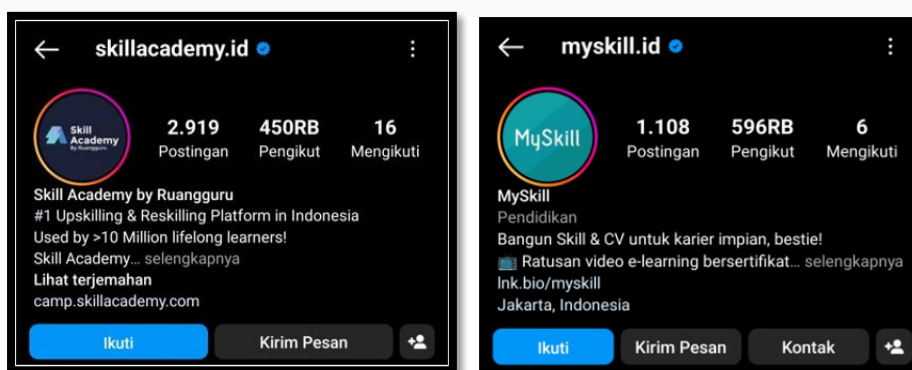 skillacademy.id
Skill
Academy
By Ruangguru
2.919 450RB 16
Postingan Pengikut Mengikuti
Skill Academy by Ruangguru
#1 Upskilling & Reskilling Platform in Indonesia
Used by >10 Million lifelong learners!
Skill Academy... selengkapnya
Lihat terjemahan
camp.skillacademy.com
Ikuti Kirim Pesan
myskill.id
MySkill
1.108 596RB 6
Postingan Pengikut Mengikuti
MySkill
Pendidikan
Bangun Skill & CV untuk karier impian, bestie!
📺 Ratusan video e-learning bersertifikat... selengkapnya
lnk.bio/myskill
Jakarta, Indonesia
Ikuti Kirim Pesan Kontak